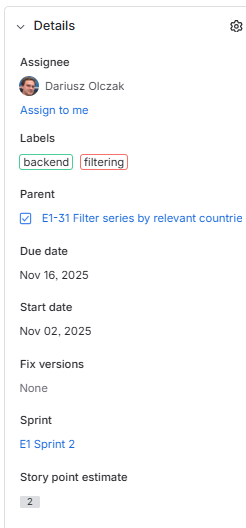 Details
Assignee
Dariusz Olczak
Assign to me
Labels
backend filtering
Parent
E1-31 Filter series by relevant countrie
Due date
Nov 16, 2025
Start date
Nov 02, 2025
Fix versions
None
Sprint
E1 Sprint 2
Story point estimate
2